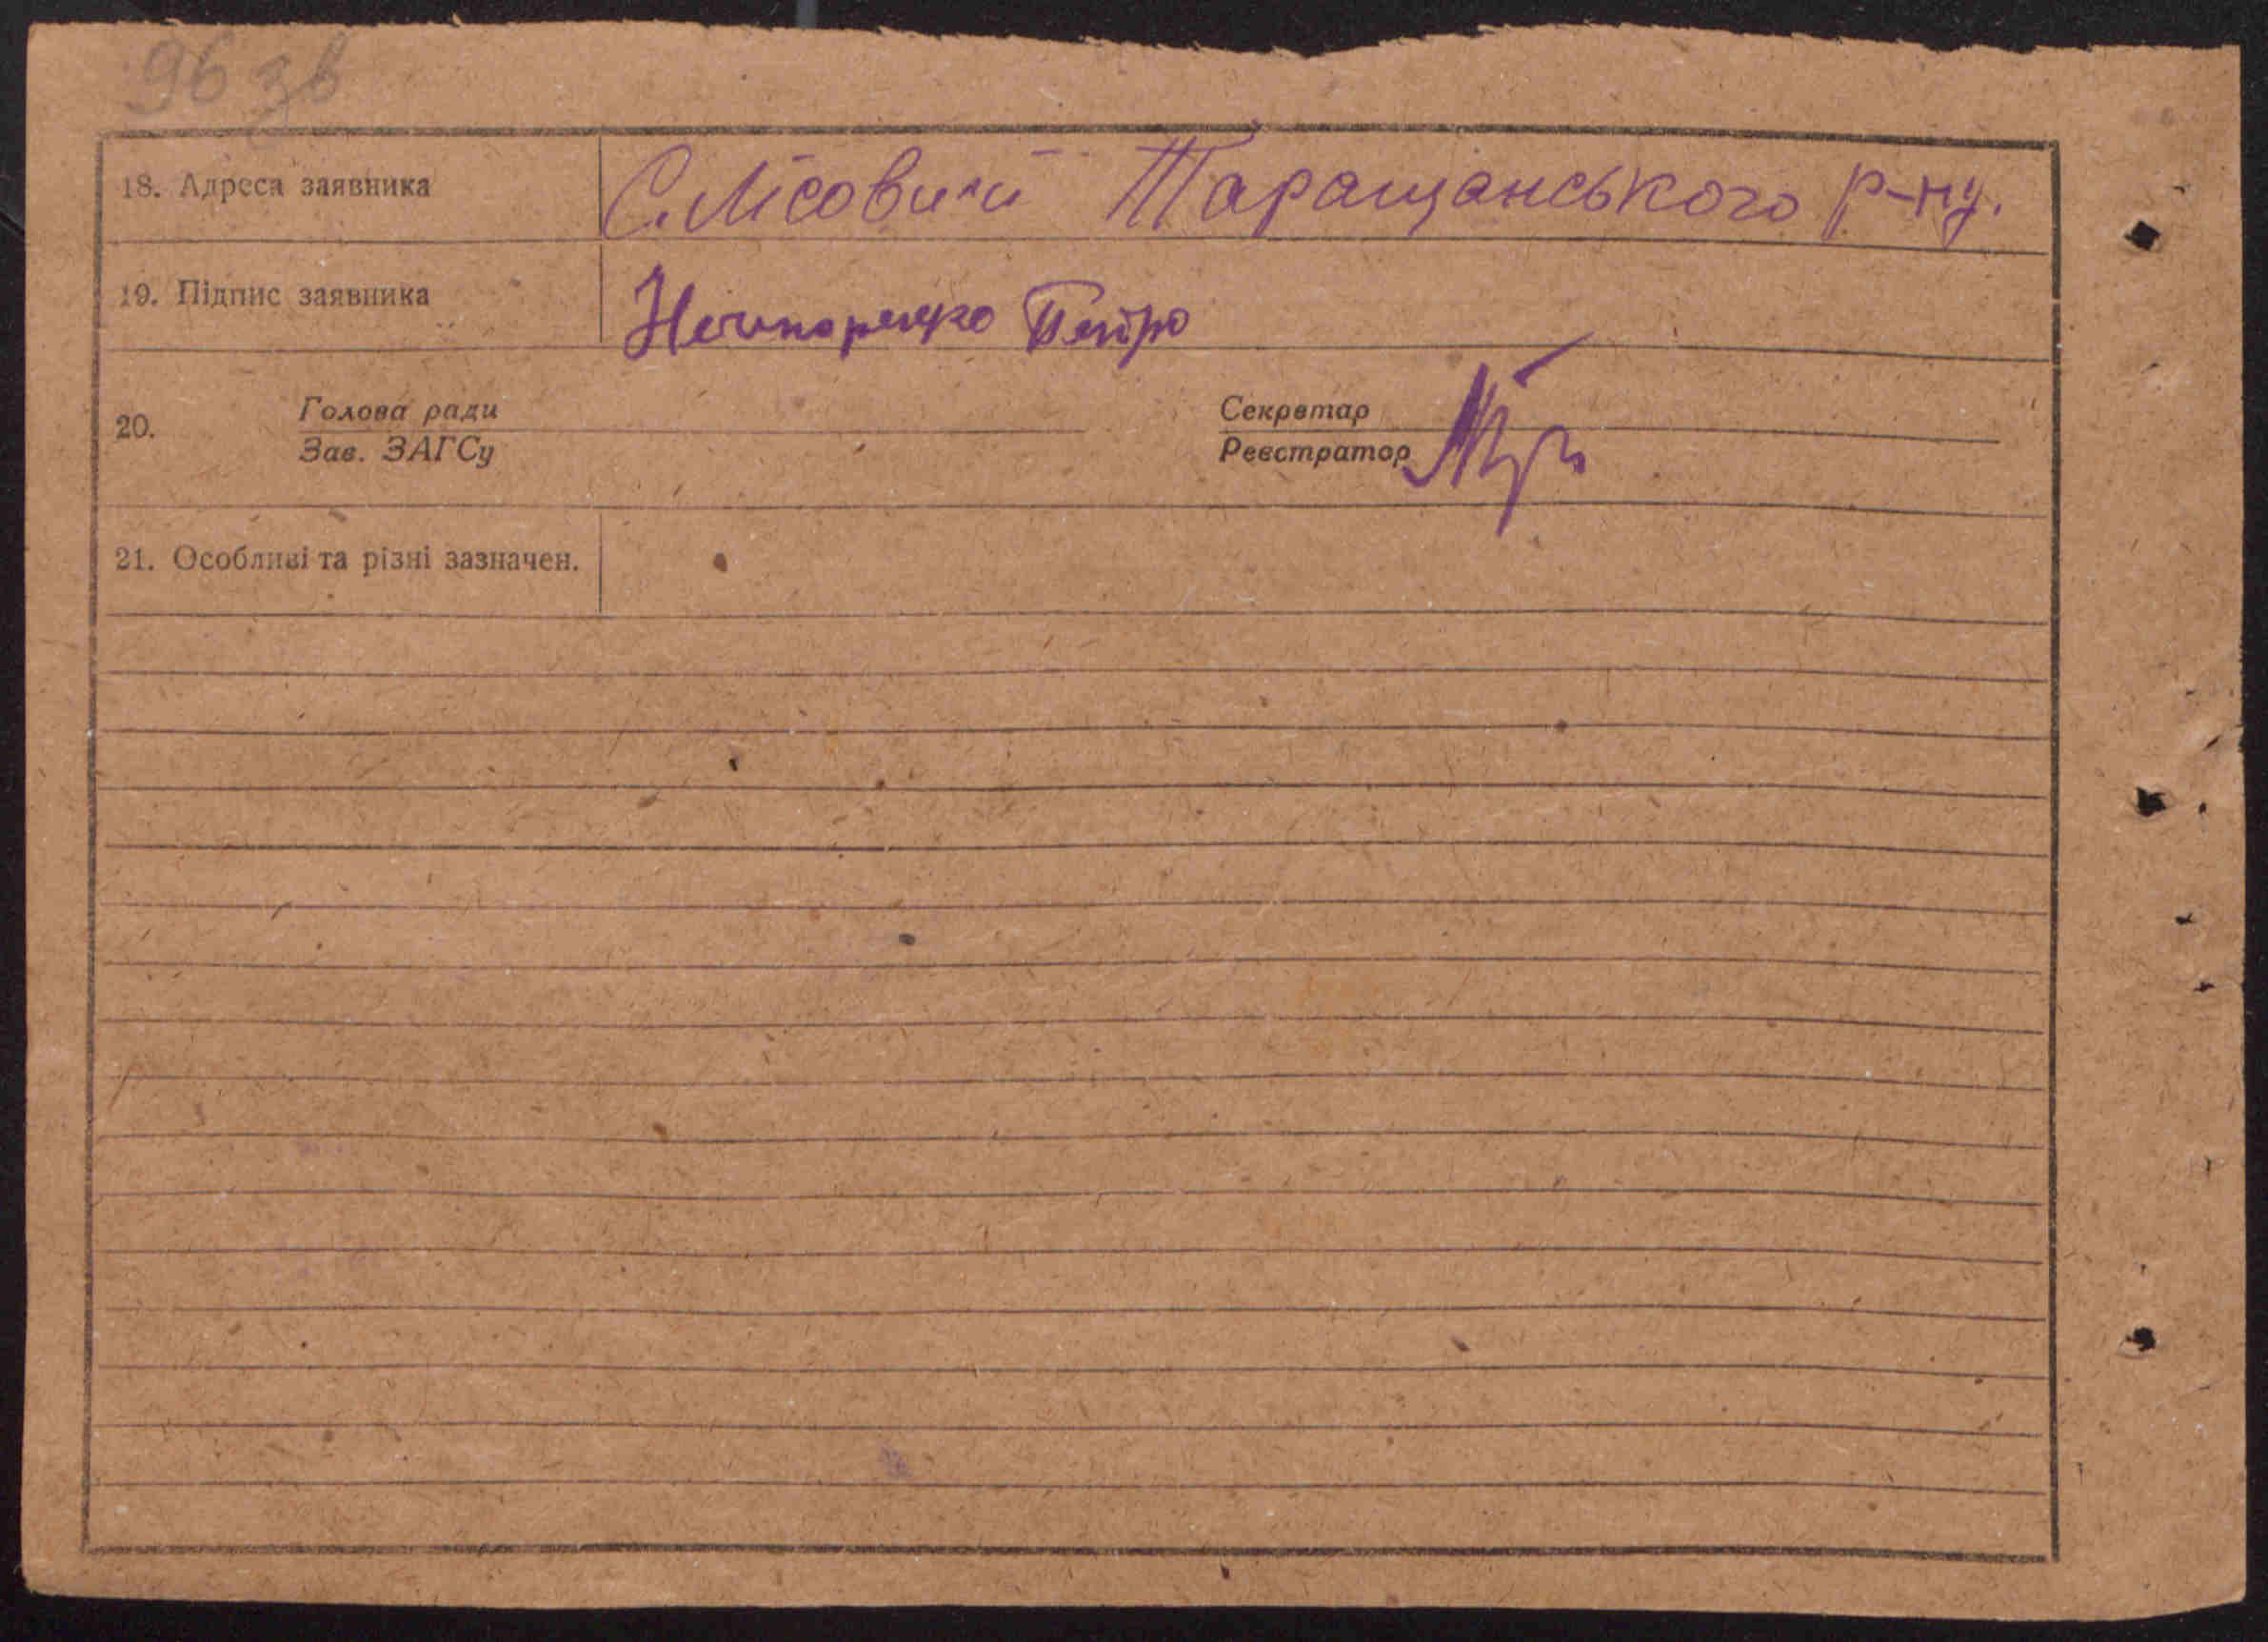 96 зв
18. Адреса заявника С. Лісовичі Таращанського р-ну.
19. Підпис заявника Нечипоренко Петро
20. Голова ради Секретар
Зав. ЗАГСу Реєстратор
21. Особливі та різні зазначен.